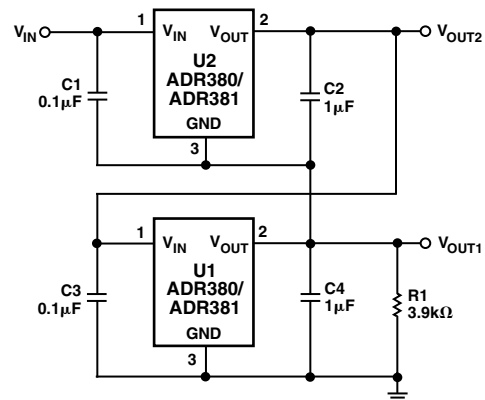 VIN
1
VIN
VOUT
2
VOUT2
U2
ADR380/
ADR381
C1
0.1µF
C2
1µF
GND
3
1
VIN
VOUT
2
VOUT1
U1
ADR380/
ADR381
C3
0.1µF
C4
1µF
R1
3.9kΩ
GND
3